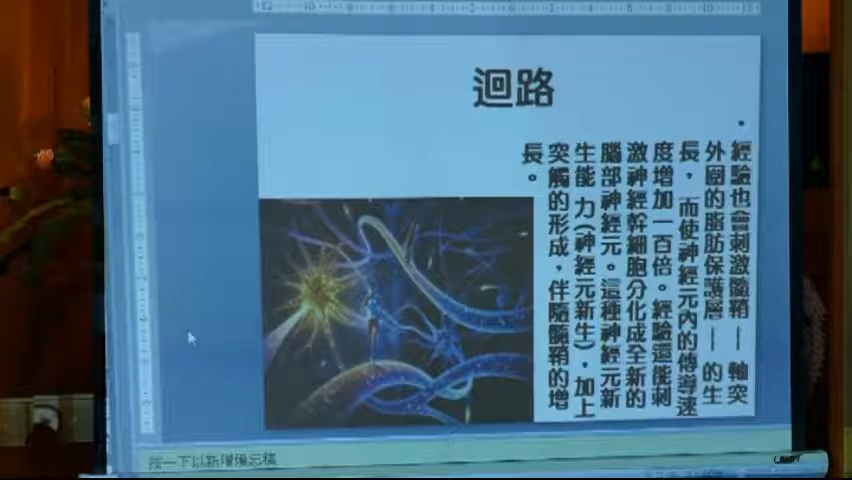 迴路
• 經驗也會刺激髓鞘——軸突
外圍的脂肪保護層——的生
長，而使神經元內的傳導速
度增加一百倍。經驗還能刺
激神經幹細胞分化成全新的
腦部神經元。這種神經元新
生能 力(神經元新生)，加上
突觸的形成，伴隨髓鞘的增
長。
按一下以新增備忘稿